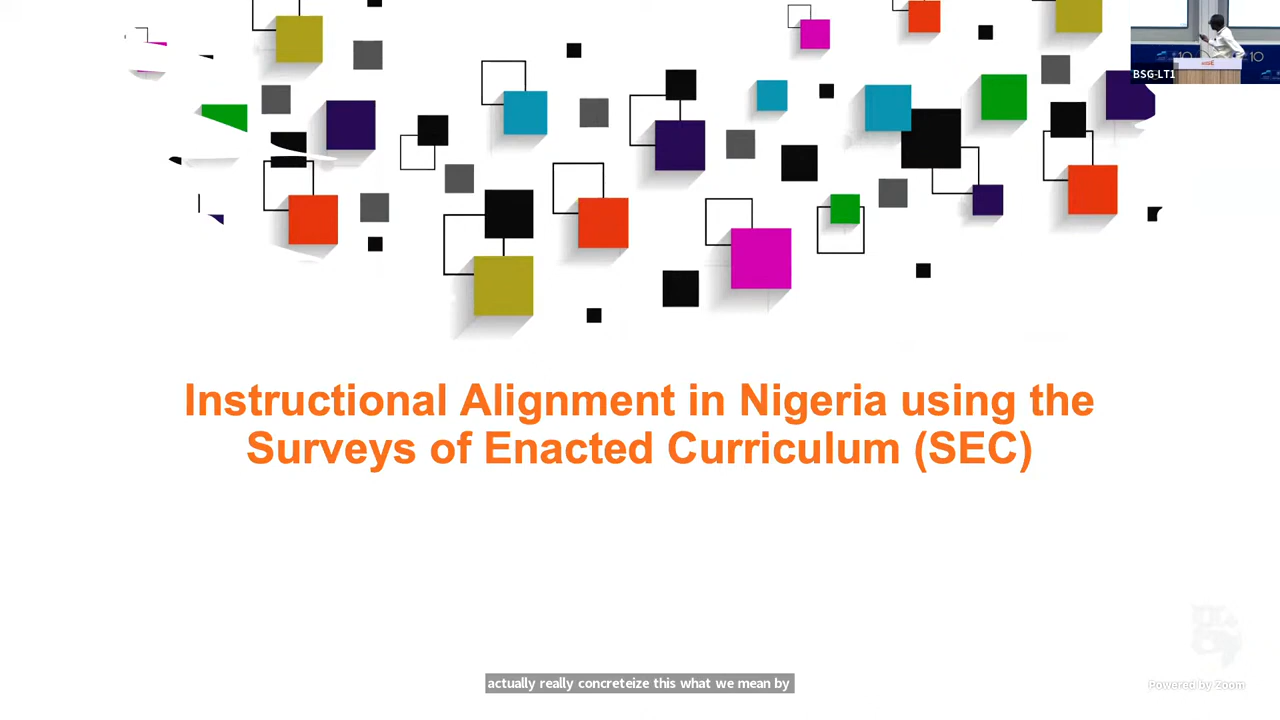 BSG-LT1
10
Instructional Alignment in Nigeria using the
Surveys of Enacted Curriculum (SEC)
actually really concreteize this what we mean by
Powered by Zoom